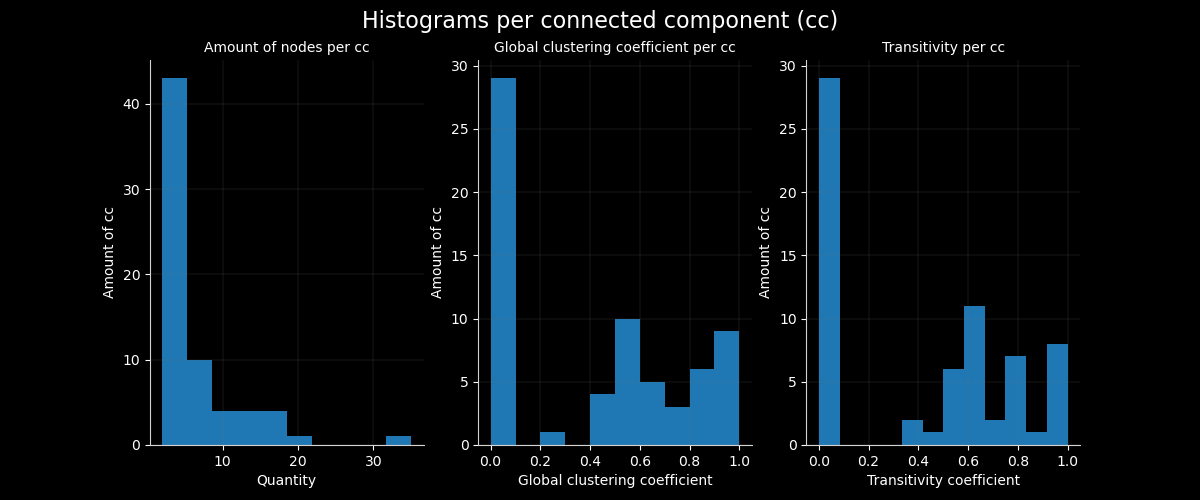 Histograms per connected component (cc)
Amount of nodes per cc
Global clustering coefficient per cc
Transitivity per cc
40
30
20
10
0
Amount of cc
10 20 30
Quantity
30
25
20
15
10
5
0
Amount of cc
0.0 0.2 0.4 0.6 0.8 1.0
Global clustering coefficient
30
25
20
15
10
5
0
Amount of cc
0.0 0.2 0.4 0.6 0.8 1.0
Transitivity coefficient